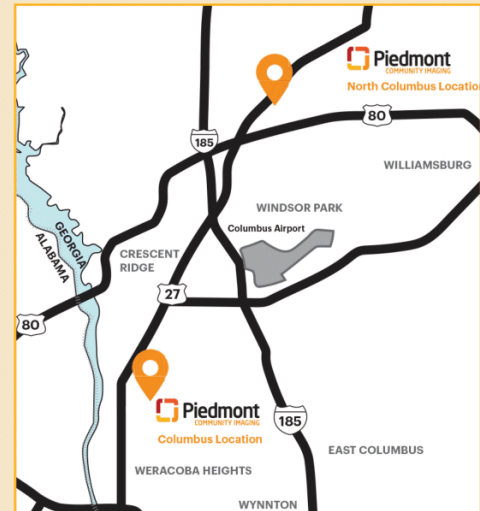 Piedmont
COMMUNITY IMAGING
North Columbus Location
80
185
WILLIAMSBURG
WINDSOR PARK
Columbus Airport
GEORGIA
ALABAMA
CRESCENT
RIDGE
27
80
Piedmont
COMMUNITY IMAGING
Columbus Location
185
EAST COLUMBUS
WERACOBA HEIGHTS
WYNNTON